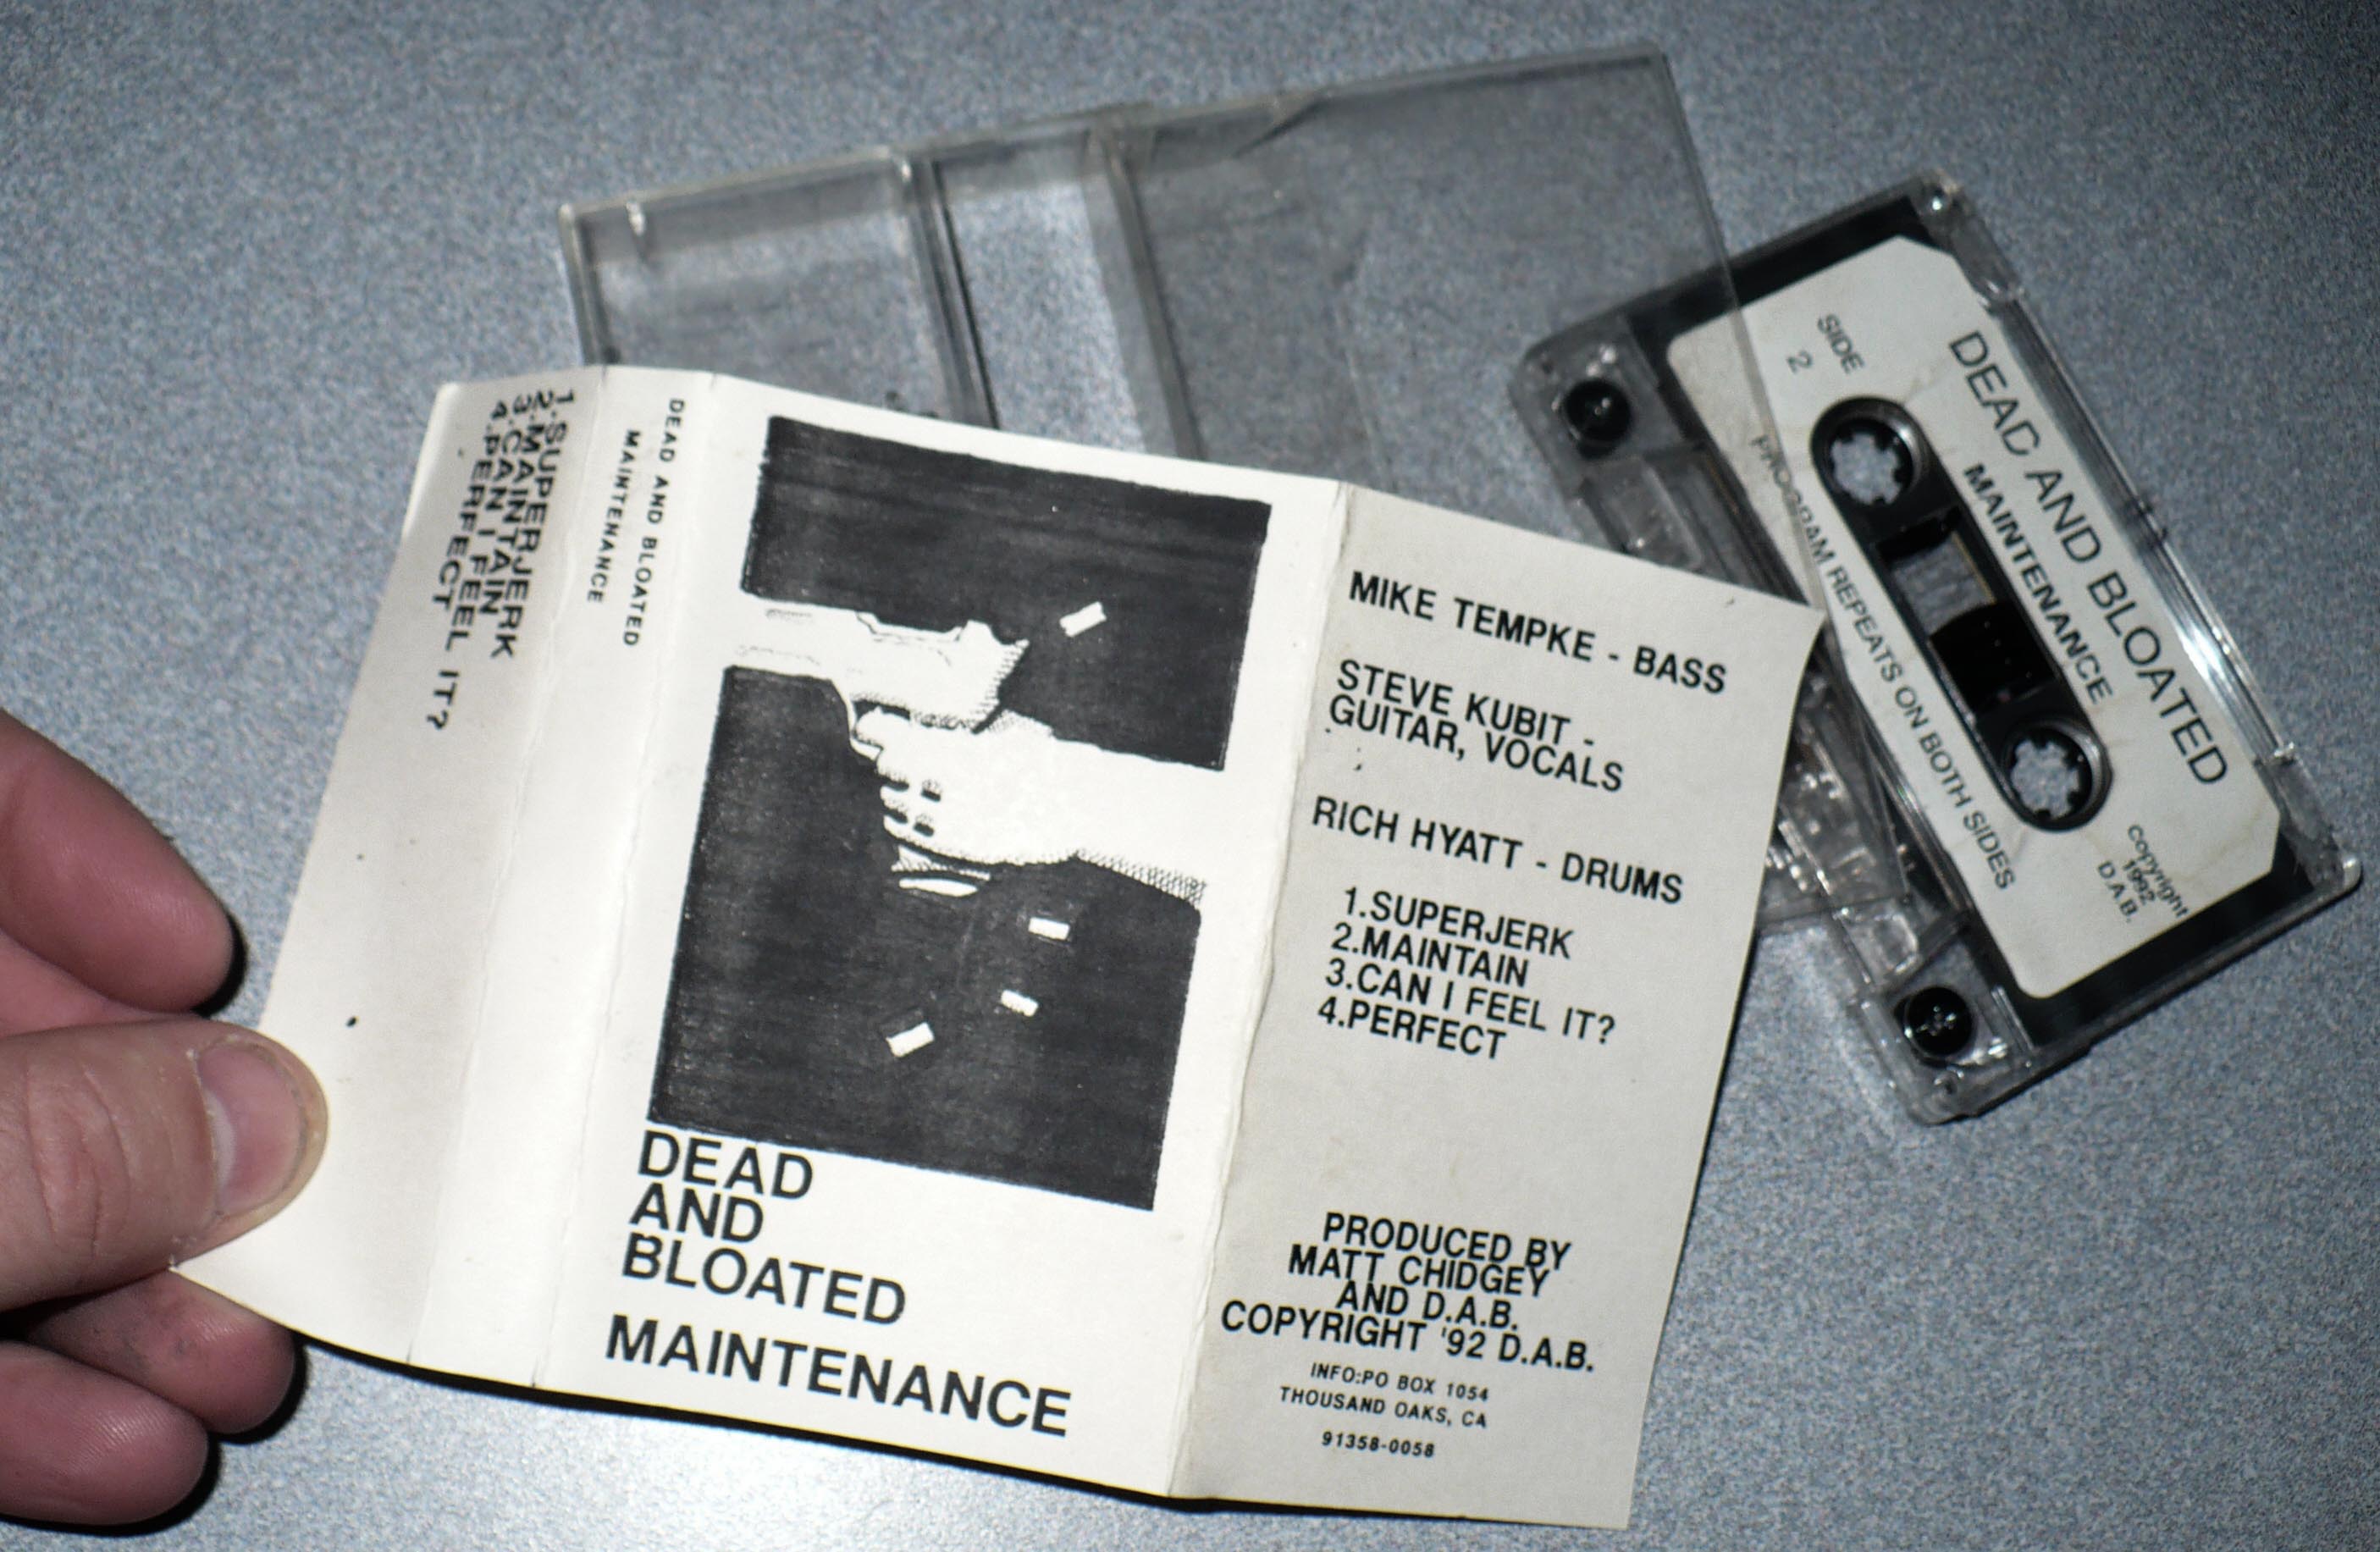 1.SUPERJERK
2.MAINTAIN
3.CAN I FEEL IT?
4.PERFECT
DEAD AND BLOATED
MAINTENANCE
DEAD
AND
BLOATED
MAINTENANCE
MIKE TEMPKE - BASS
STEVE KUBIT -
GUITAR, VOCALS
RICH HYATT - DRUMS
1.SUPERJERK
2.MAINTAIN
3.CAN I FEEL IT?
4.PERFECT
PRODUCED BY
MATT CHIDGEY
AND D.A.B.
COPYRIGHT '92 D.A.B.
INFO:PO BOX 1054
THOUSAND OAKS, CA
91358-0058
DEAD AND BLOATED
MAINTENANCE
SIDE
2
PROGRAM REPEATS ON BOTH SIDES
copyright
1992
D.A.B.